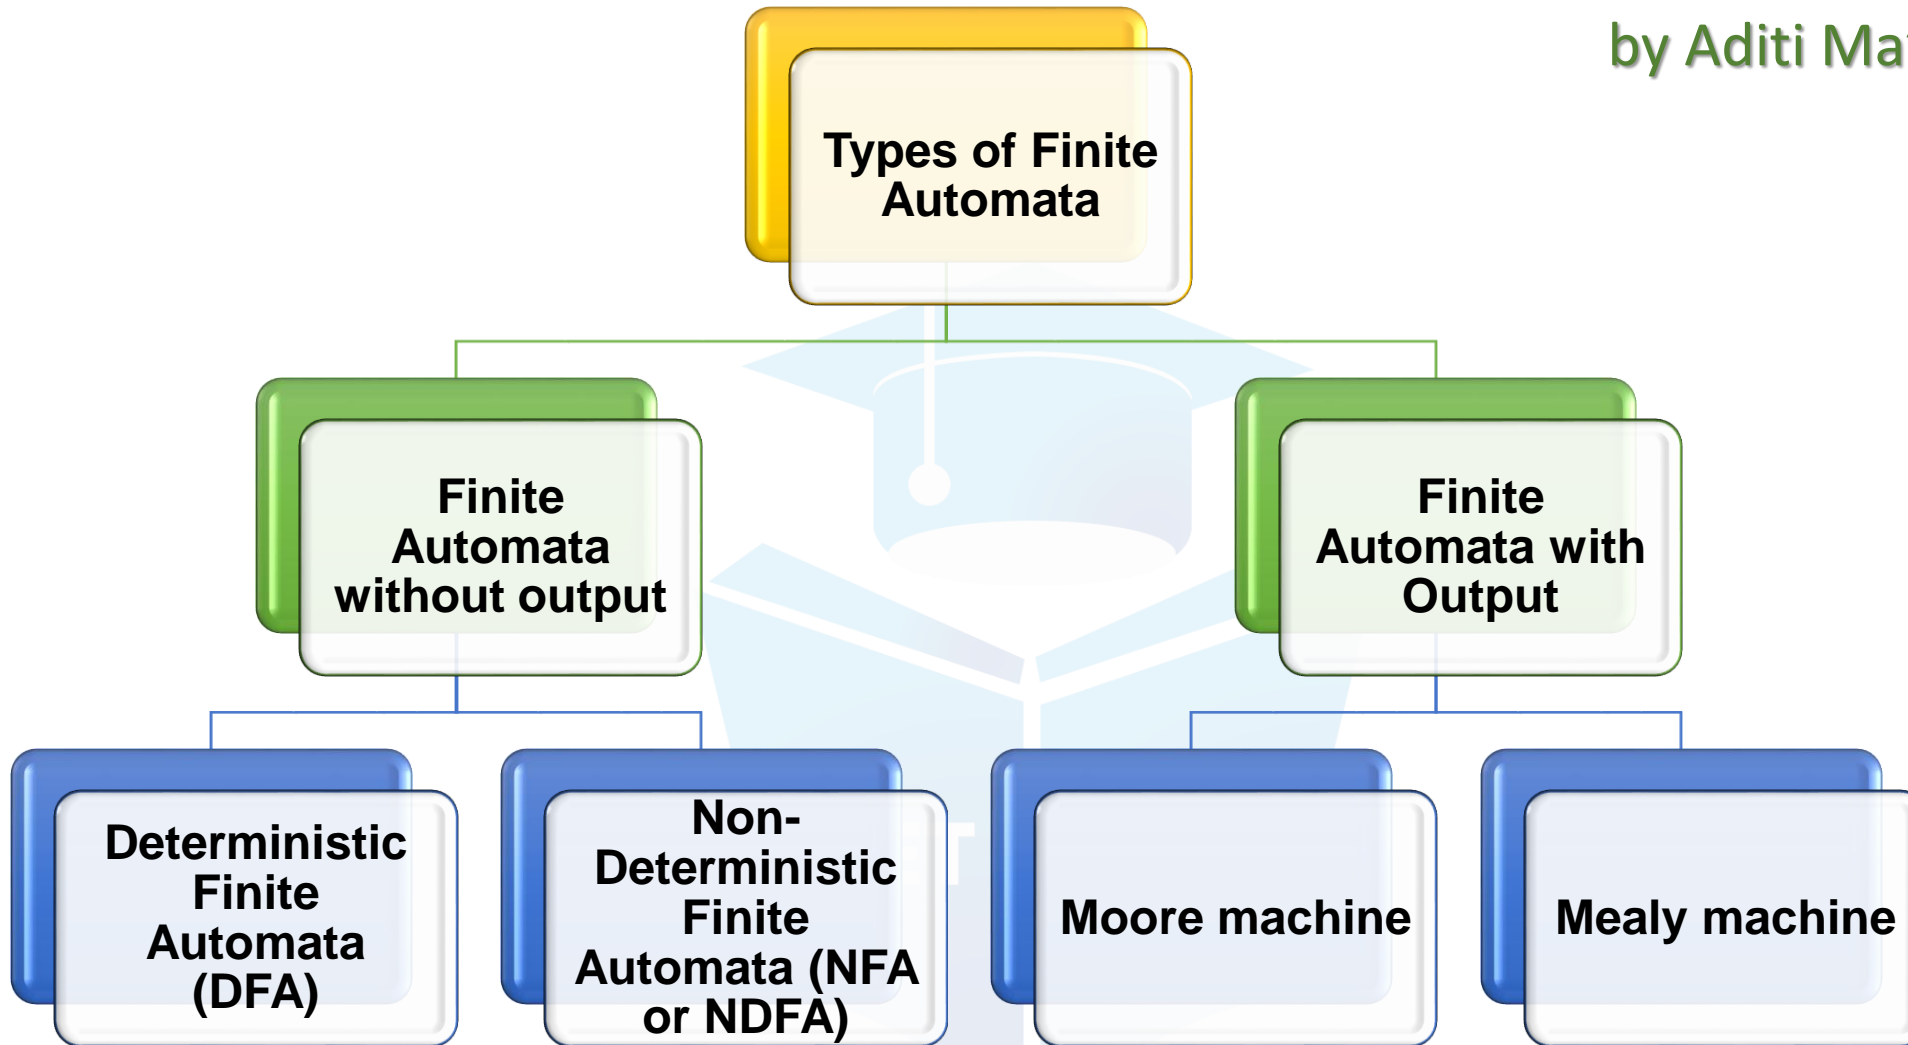 by Aditi
Types of Finite
Automata
Finite
Automata
without output
Finite
Automata with
Output
Deterministic
Finite
Automata
(DFA)
Non-
Deterministic
Finite
Automata (NFA
or NDFA)
Moore machine
Mealy machine